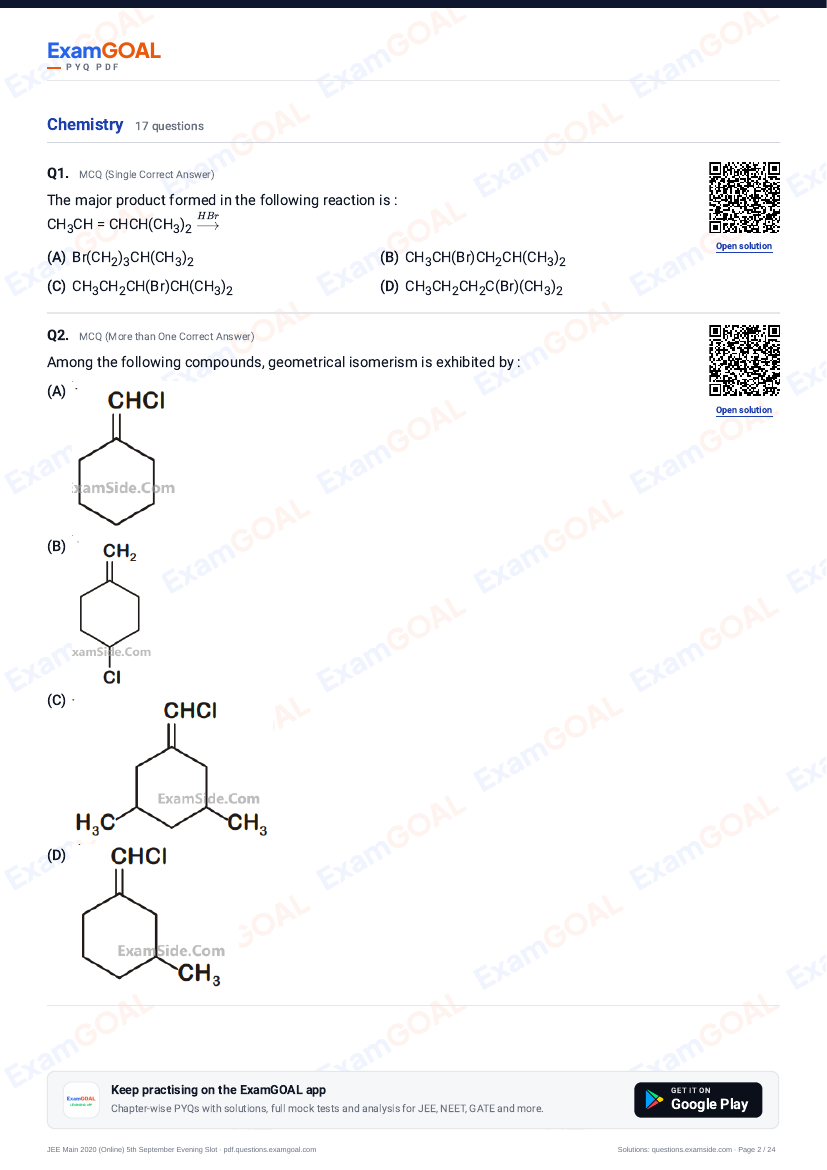 ExamGOAL
PYQ PDF
Chemistry 17 questions
Q1. MCQ (Single Correct Answer)
The major product formed in the following reaction is :
CH₃CH = CHCH(CH₃)₂ \xrightarrow{HBr}
Open solution
(A) Br(CH₂)₃CH(CH₃)₂ (B) CH₃CH(Br)CH₂CH(CH₃)₂
(C) CH₃CH₂CH(Br)CH(CH₃)₂ (D) CH₃CH₂CH₂C(Br)(CH₃)₂
Q2. MCQ (More than One Correct Answer)
Among the following compounds, geometrical isomerism is exhibited by :
Open solution
(A)
CHCl
xamSide.Com
(B)
CH₂
xamSide.Com
Cl
(C)
CHCl
ExamSide.Com
H₃C CH₃
(D)
CHCl
ExamSide.Com
CH₃
ExamGOAL
Keep practising on the ExamGOAL app
Chapter-wise PYQs with solutions, full mock tests and analysis for JEE, NEET, GATE and more.
GET IT ON
Google Play
JEE Main 2020 (Online) 5th September Evening Slot · pdf.questions.examgoal.com Solutions: questions.examside.com · Page 2 / 24